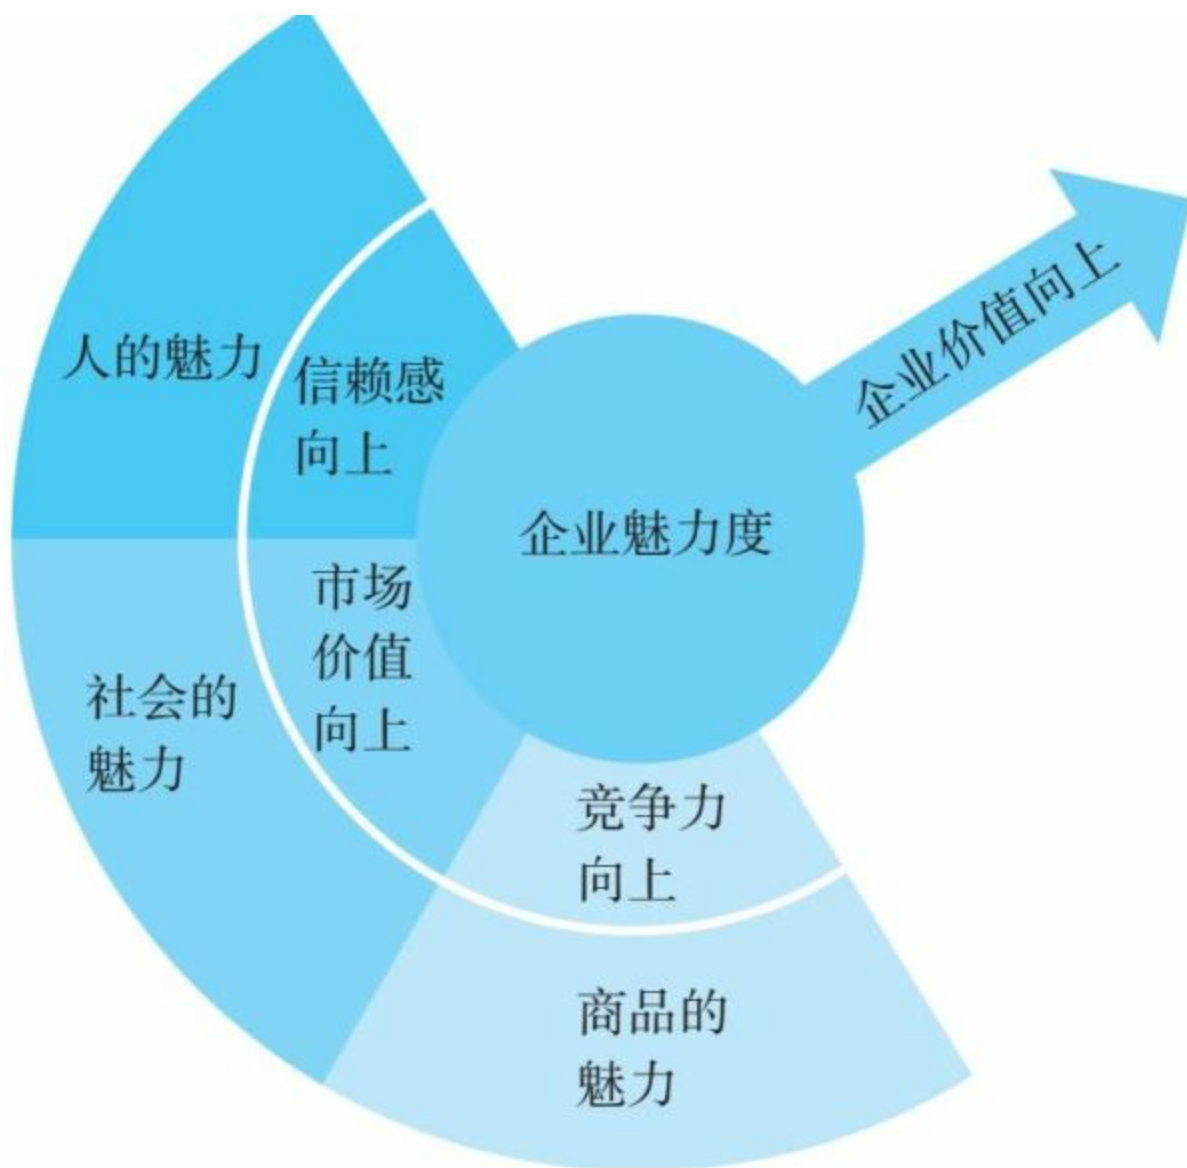 企业价值向上
人的魅力
信赖感
向上
企业魅力度
市场
价值
向上
社会的
魅力
竞争力
向上
商品的
魅力